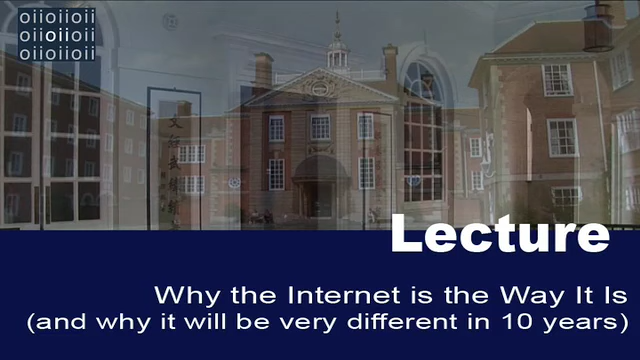 oiioiioii
oiioiioii
oiioiioii
Lecture
Why the Internet is the Way It Is
(and why it will be very different in 10 years)